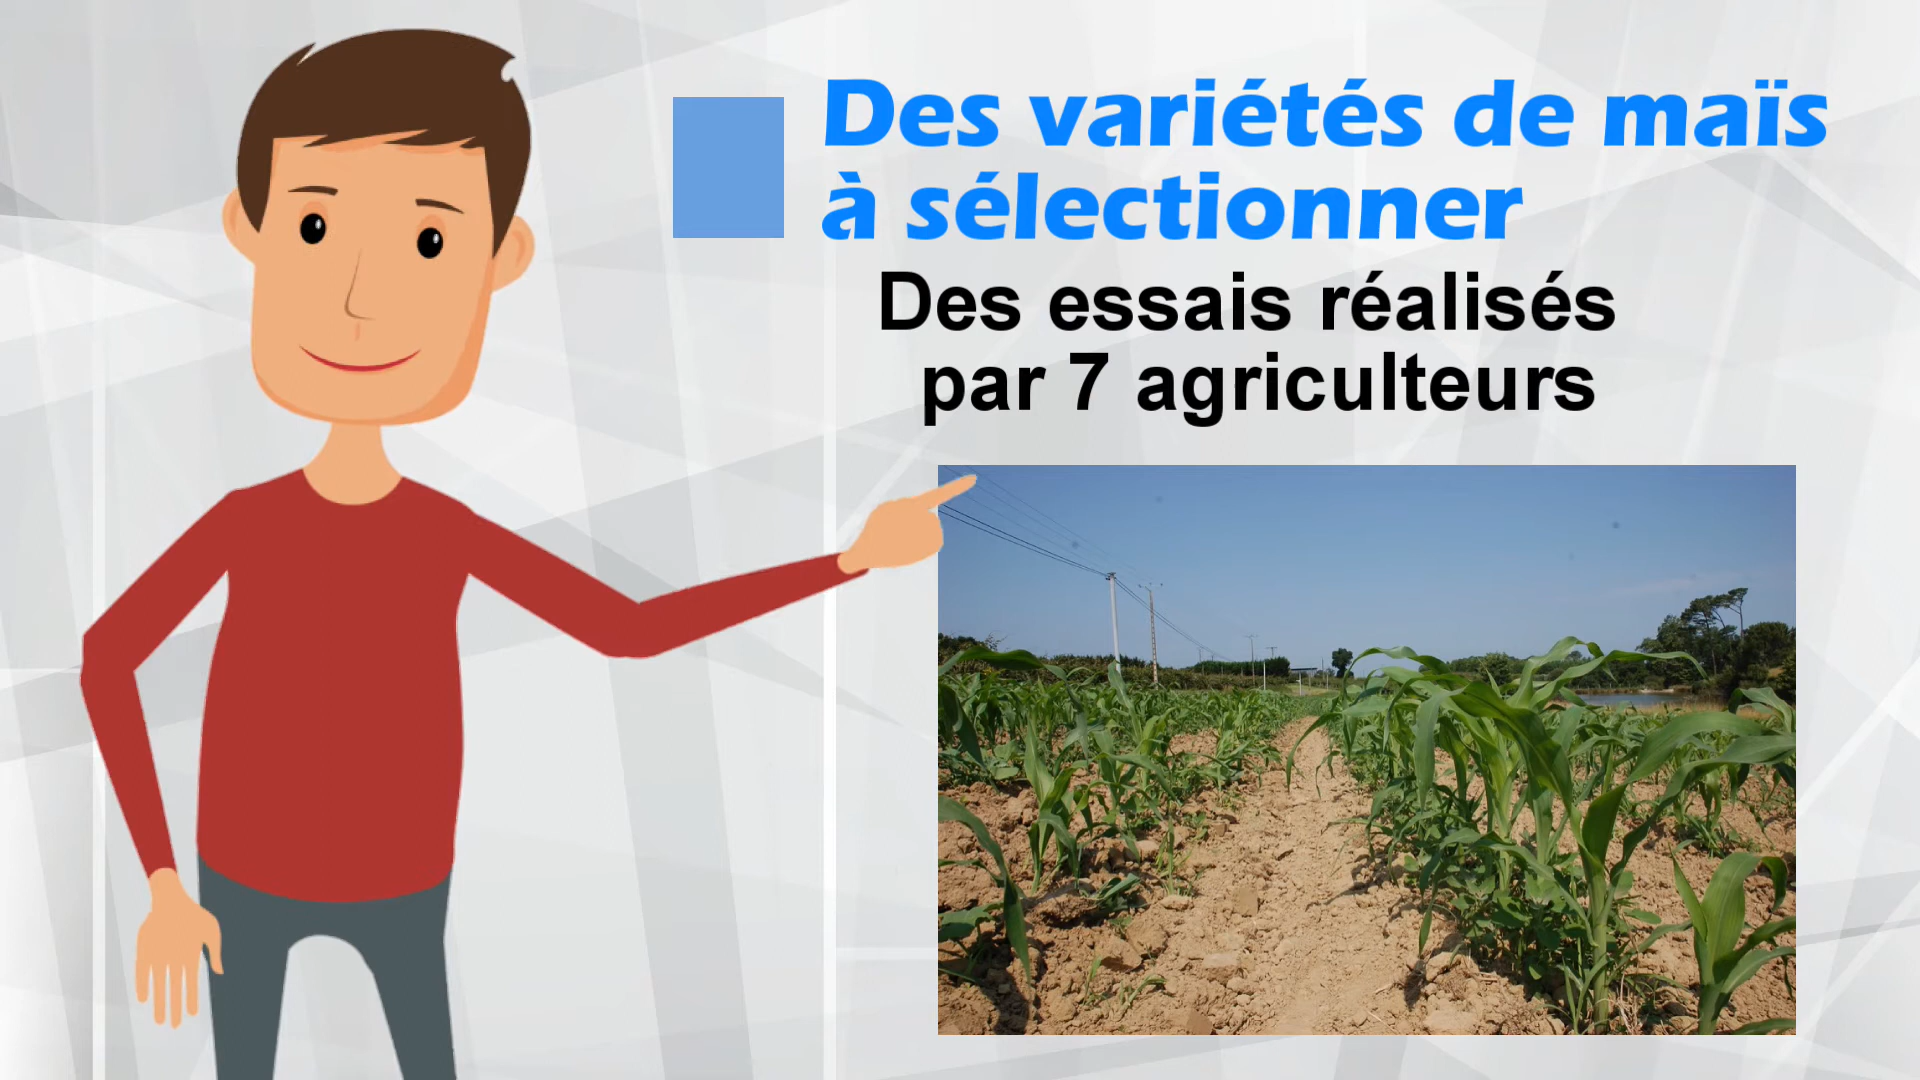 Des variétés de maïs
à sélectionner
Des essais réalisés
par 7 agriculteurs